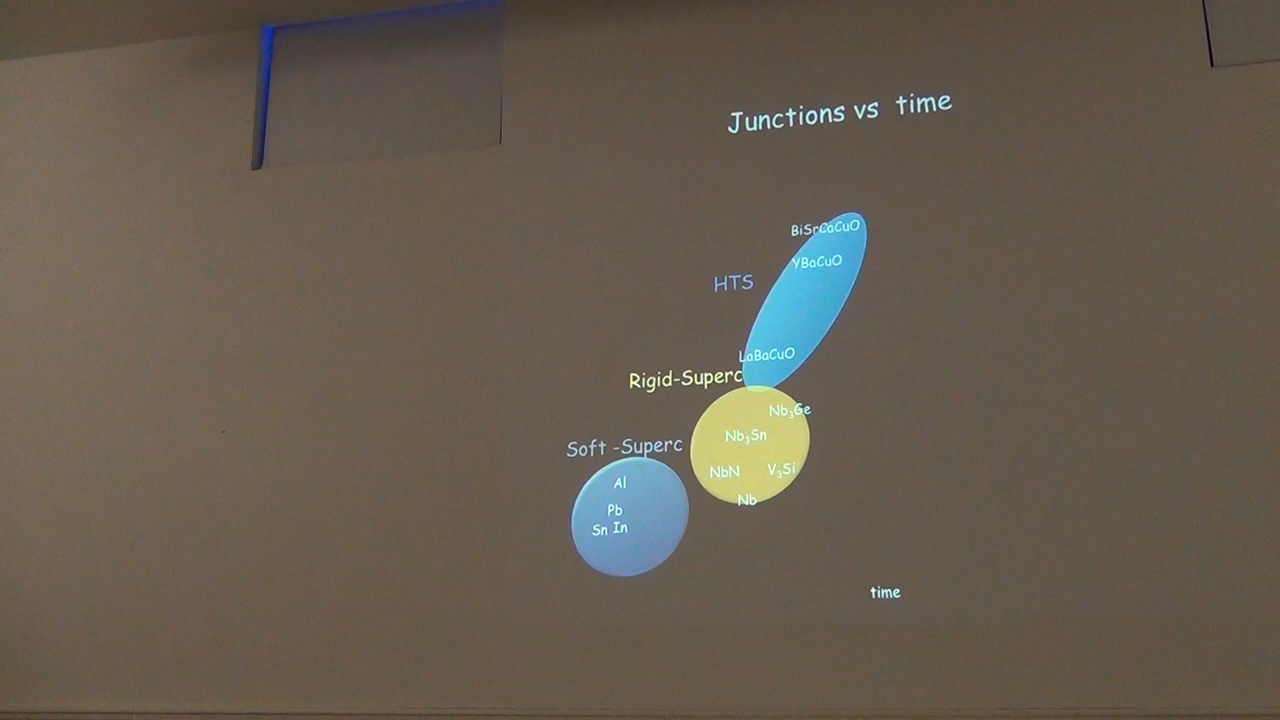 Junctions vs time
BiSrCaCuO
YBaCuO
HTS
LaBaCuO
Rigid-Superc
Nb₃Ge
Nb₃Sn
Soft -Superc
NbN V₃Si
Al
Nb
Pb
Sn In
time